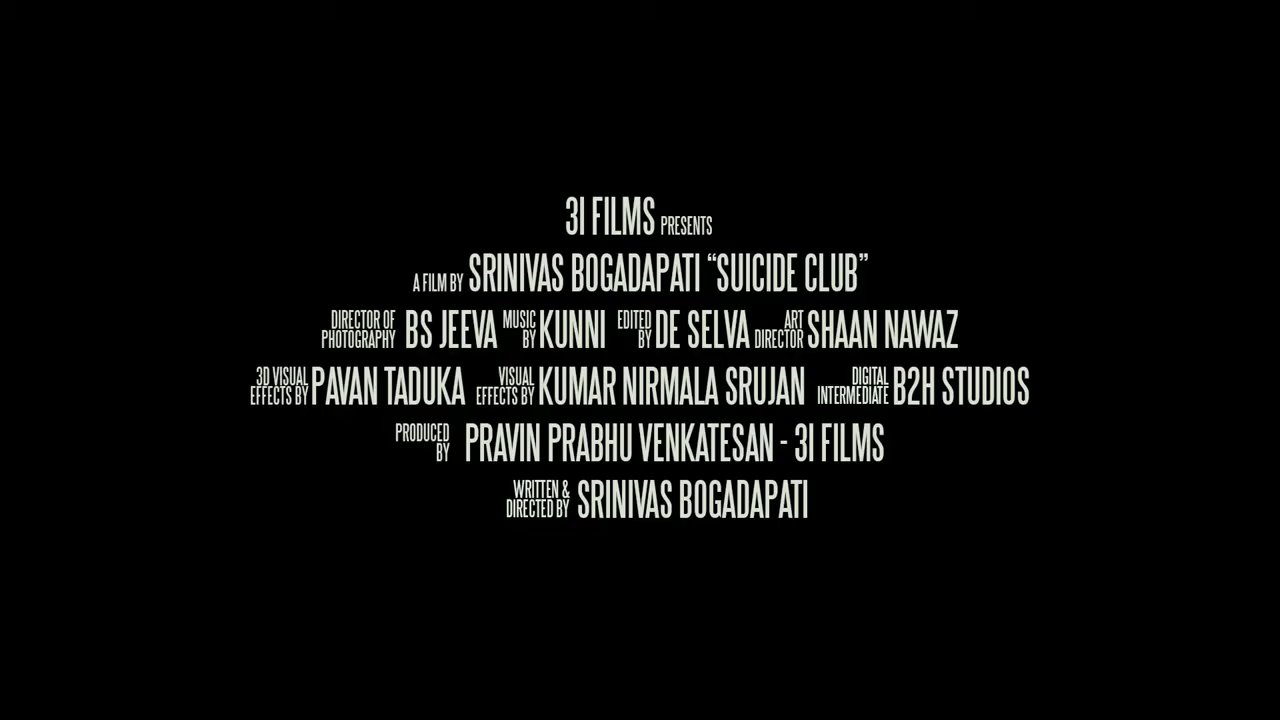 3I FILMS PRESENTS
A FILM BY SRINIVAS BOGADAPATI “SUICIDE CLUB”
DIRECTOR OF PHOTOGRAPHY BS JEEVA MUSIC BY KUNNI EDITED BY DE SELVA ART DIRECTOR SHAAN NAWAZ
3D VISUAL EFFECTS BY PAVAN TADUKA VISUAL EFFECTS BY KUMAR NIRMALA SRUJAN DIGITAL INTERMEDIATE B2H STUDIOS
PRODUCED BY PRAVIN PRABHU VENKATESAN - 3I FILMS
WRITTEN & DIRECTED BY SRINIVAS BOGADAPATI